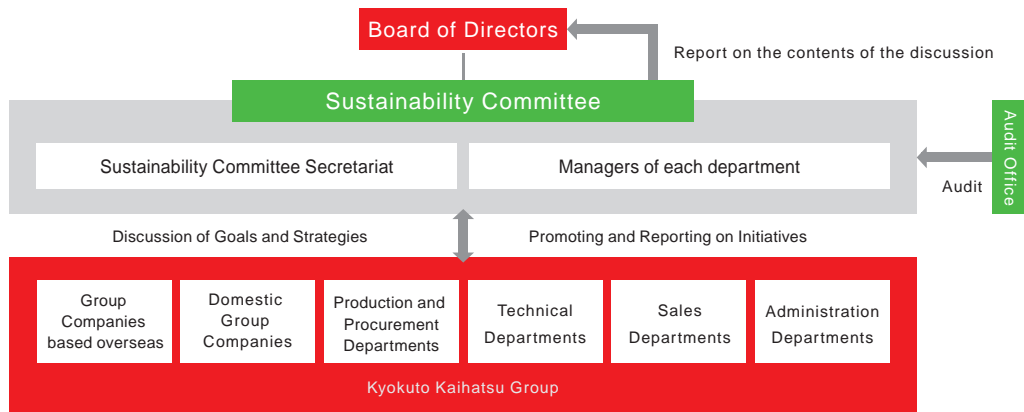 Board of Directors
Report on the contents of the discussion
Sustainability Committee
Sustainability Committee Secretariat
Managers of each department
Audit Office
Audit
Discussion of Goals and Strategies
Promoting and Reporting on Initiatives
Group
Companies
based overseas
Domestic
Group
Companies
Production and
Procurement
Departments
Technical
Departments
Sales
Departments
Administration
Departments
Kyokuto Kaihatsu Group